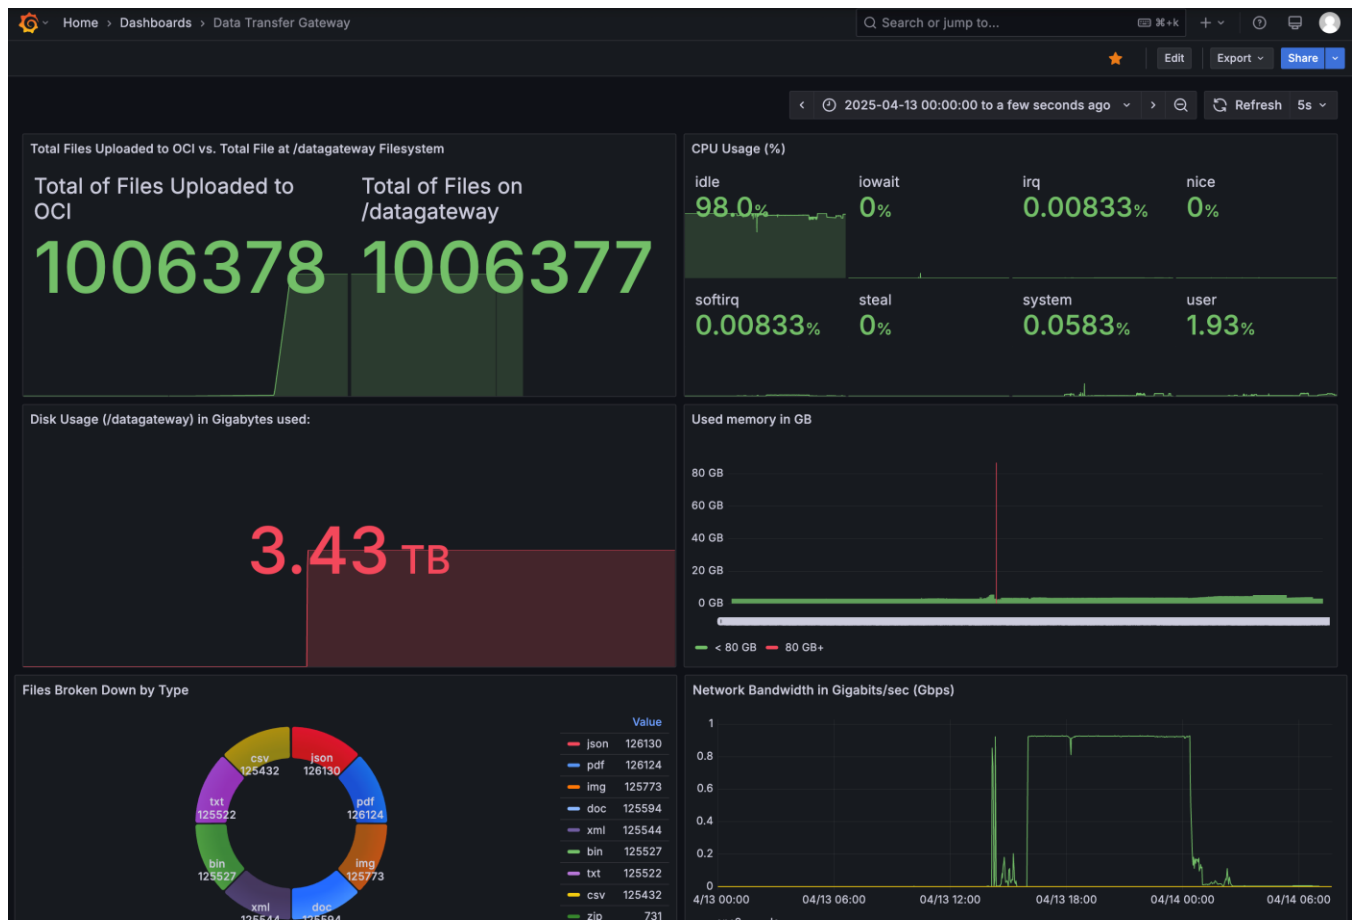 Home › Dashboards › Data Transfer Gateway
Search or jump to...
⌘+k
Edit
Export
Share
2025-04-13 00:00:00 to a few seconds ago
Refresh
5s
Total Files Uploaded to OCI vs. Total File at /datagateway Filesystem
Total of Files Uploaded to
OCI
1006378
Total of Files on
/datagateway
1006377
CPU Usage (%)
idle
98.0%
iowait
0%
irq
0.00833%
nice
0%
softirq
0.00833%
steal
0%
system
0.0583%
user
1.93%
Disk Usage (/datagateway) in Gigabytes used:
3.43 TB
Used memory in GB
80 GB
60 GB
40 GB
20 GB
0 GB
< 80 GB
80 GB+
Files Broken Down by Type
csv
125432
json
126130
txt
125522
pdf
126124
bin
125527
img
125773
xml
125544
doc
125594
Value
json 126130
pdf 126124
img 125773
doc 125594
xml 125544
bin 125527
txt 125522
csv 125432
zip 731
Network Bandwidth in Gigabits/sec (Gbps)
1
0.8
0.6
0.4
0.2
0
4/13 00:00
04/13 06:00
04/13 12:00
04/13 18:00
04/14 00:00
04/14 06:00